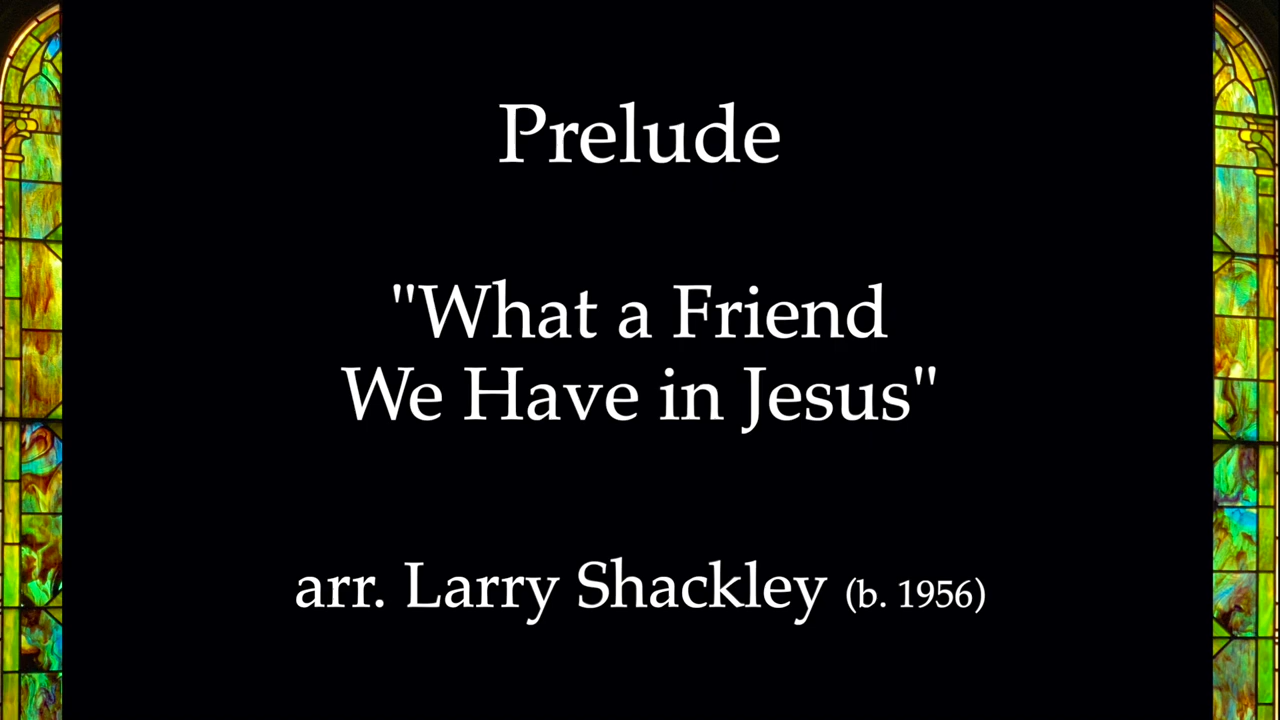 Prelude
"What a Friend
We Have in Jesus"
arr. Larry Shackley (b. 1956)